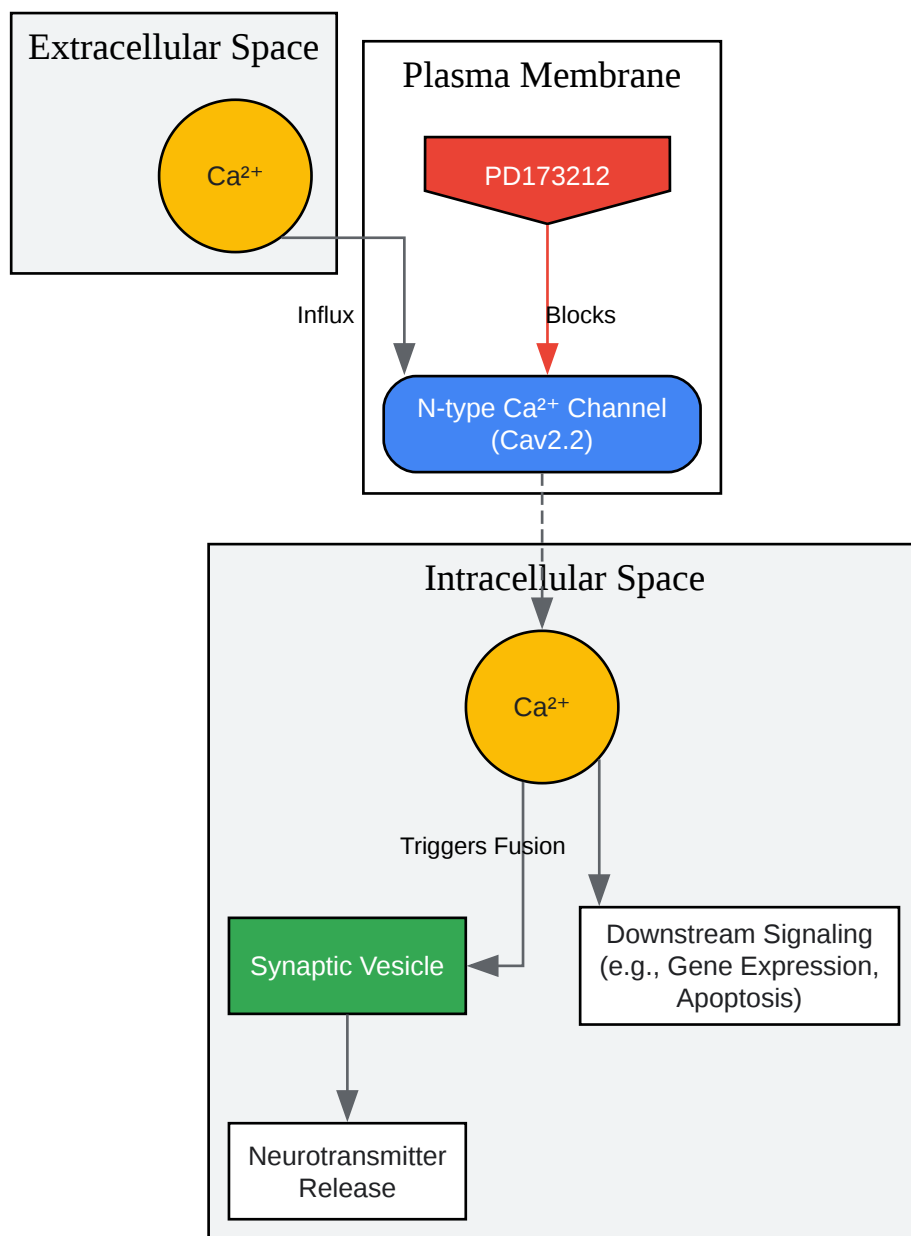 Extracellular Space
Ca²⁺
Plasma Membrane
PD173212
Influx
Blocks
N-type Ca²⁺ Channel
(Cav2.2)
Intracellular Space
Ca²⁺
Triggers Fusion
Synaptic Vesicle
Downstream Signaling
(e.g., Gene Expression,
Apoptosis)
Neurotransmitter
Release